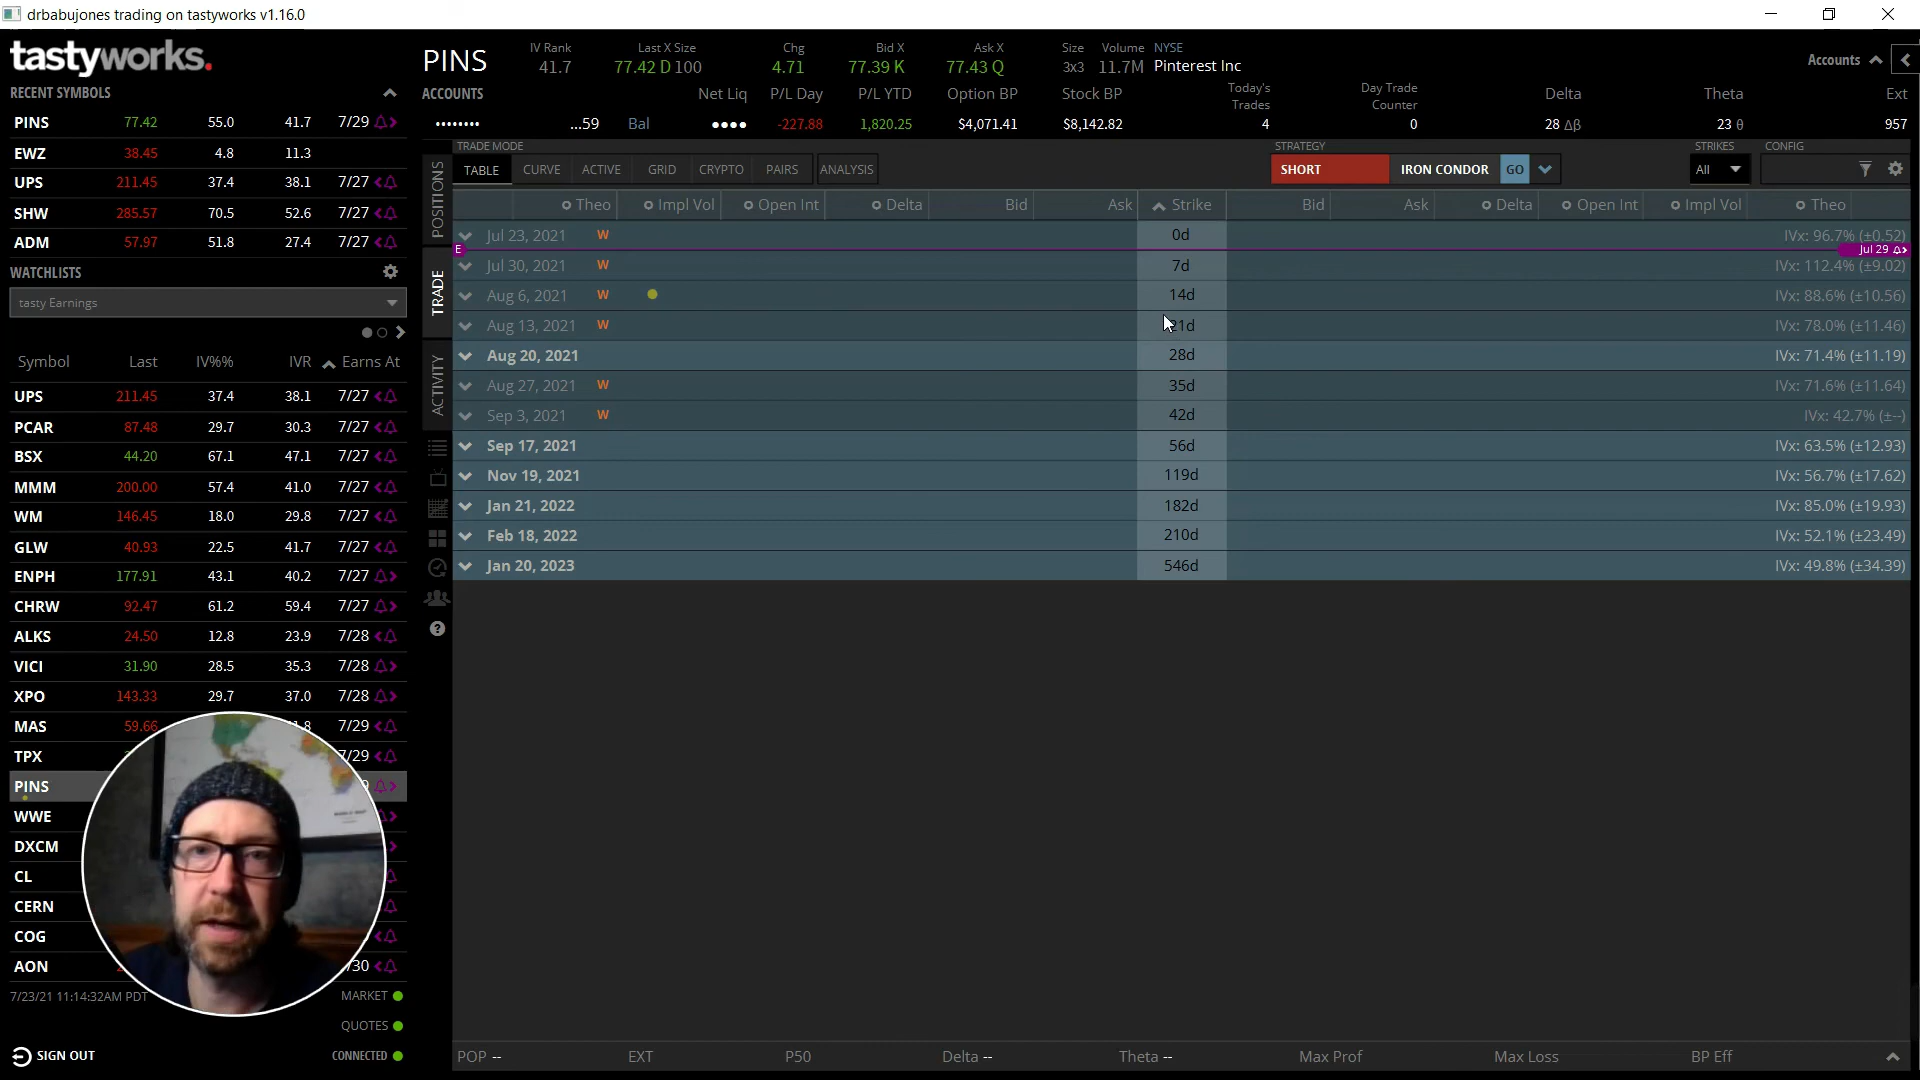 drbabujones trading on tastyworks v1.16.0
tastyworks.
PINS
IV Rank
41.7
Last X Size
77.42 D 100
Chg
4.71
Bid X
77.39 K
Ask X
77.43 Q
Size
3x3
Volume
11.7M
NYSE
Pinterest Inc
Accounts
RECENT SYMBOLS
PINS 77.42 55.0 41.7 7/29
EWZ 38.45 4.8 11.3
UPS 211.45 37.4 38.1 7/27
SHW 285.57 70.5 52.6 7/27
ADM 57.97 51.8 27.4 7/27
ACCOUNTS Net Liq P/L Day P/L YTD Option BP Stock BP Today's Trades Day Trade Counter Delta Theta Ext
...59 Bal -227.88 1,820.25 $4,071.41 $8,142.82 4 0 28 Δβ 23 θ 957
TRADE MODE STRATEGY STRIKES CONFIG
TABLE CURVE ACTIVE GRID CRYPTO PAIRS ANALYSIS SHORT IRON CONDOR GO All
POSITIONS
TRADE
ACTIVITY
Theo Impl Vol Open Int Delta Bid Ask Strike Bid Ask Delta Open Int Impl Vol Theo
Jul 23, 2021 W 0d IVx: 96.7% (±0.52)
E Jul 29
Jul 30, 2021 W 7d IVx: 112.4% (±9.02)
Aug 6, 2021 W 14d IVx: 88.6% (±10.56)
Aug 13, 2021 W 21d IVx: 78.0% (±11.46)
Aug 20, 2021 28d IVx: 71.4% (±11.19)
Aug 27, 2021 W 35d IVx: 71.6% (±11.64)
Sep 3, 2021 W 42d IVx: 42.7% (±--)
Sep 17, 2021 56d IVx: 63.5% (±12.93)
Nov 19, 2021 119d IVx: 56.7% (±17.62)
Jan 21, 2022 182d IVx: 85.0% (±19.93)
Feb 18, 2022 210d IVx: 52.1% (±23.49)
Jan 20, 2023 546d IVx: 49.8% (±34.39)
WATCHLISTS
tasty Earnings
Symbol Last IV%% IVR Earns At
UPS 211.45 37.4 38.1 7/27
PCAR 87.48 29.7 30.3 7/27
BSX 44.20 67.1 47.1 7/27
MMM 200.00 57.4 41.0 7/27
WM 146.45 18.0 29.8 7/27
GLW 40.93 22.5 41.7 7/27
ENPH 177.91 43.1 40.2 7/27
CHRW 92.47 61.2 59.4 7/27
ALKS 24.50 12.8 23.9 7/28
VICI 31.90 28.5 35.3 7/28
XPO 143.33 29.7 37.0 7/28
MAS 59.66 7/29
TPX
PINS
WWE
DXCM
CL
CERN
COG
AON
7/23/21 11:14:32AM PDT
MARKET
QUOTES
SIGN OUT
CONNECTED
POP -- EXT P50 Delta -- Theta -- Max Prof Max Loss BP Eff